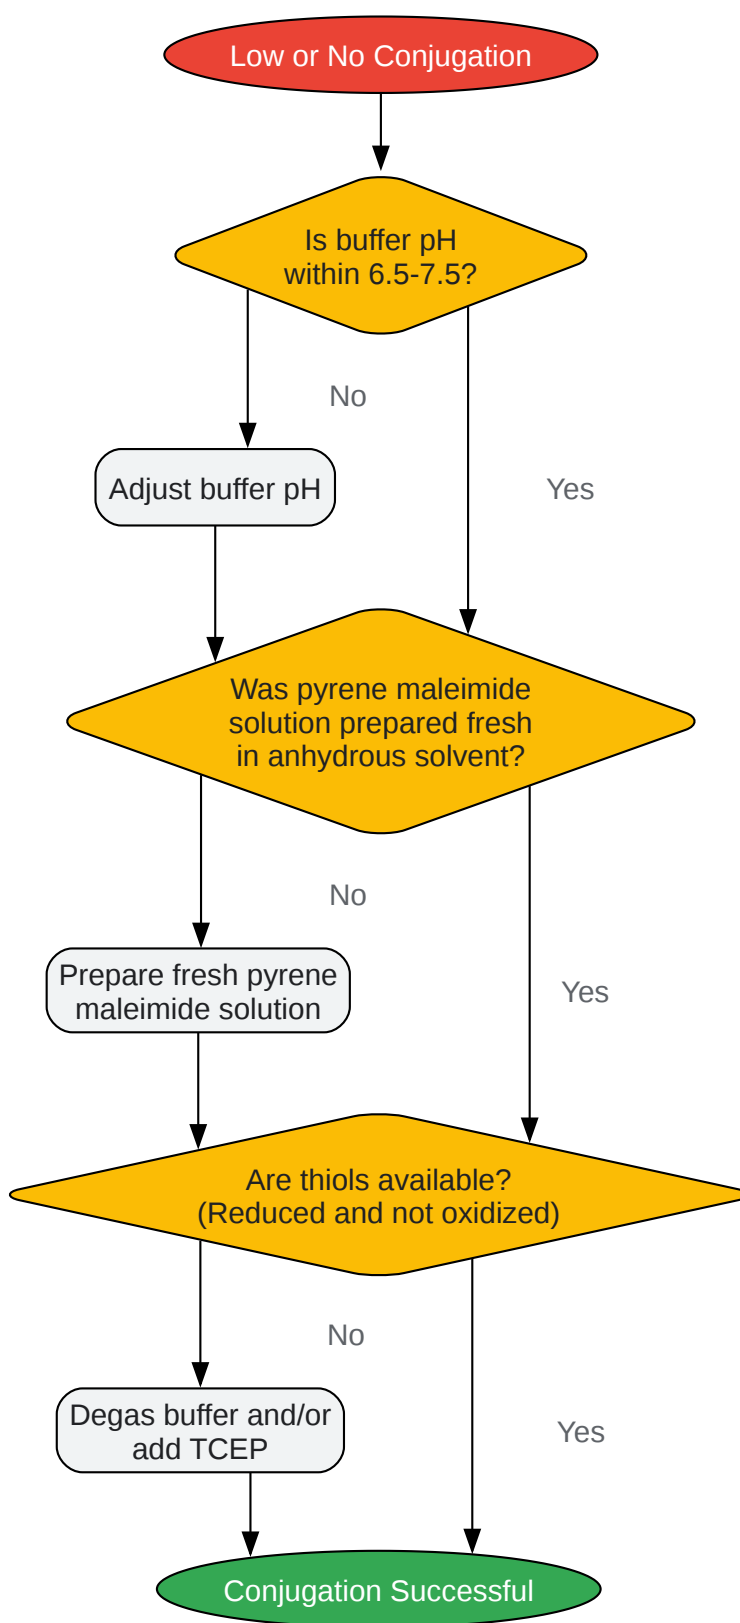 Low or No Conjugation
Is buffer pH
within 6.5-7.5?
No
Adjust buffer pH
Yes
Was pyrene maleimide
solution prepared fresh
in anhydrous solvent?
No
Prepare fresh pyrene
maleimide solution
Yes
Are thiols available?
(Reduced and not oxidized)
No
Degas buffer and/or
add TCEP
Yes
Conjugation Successful